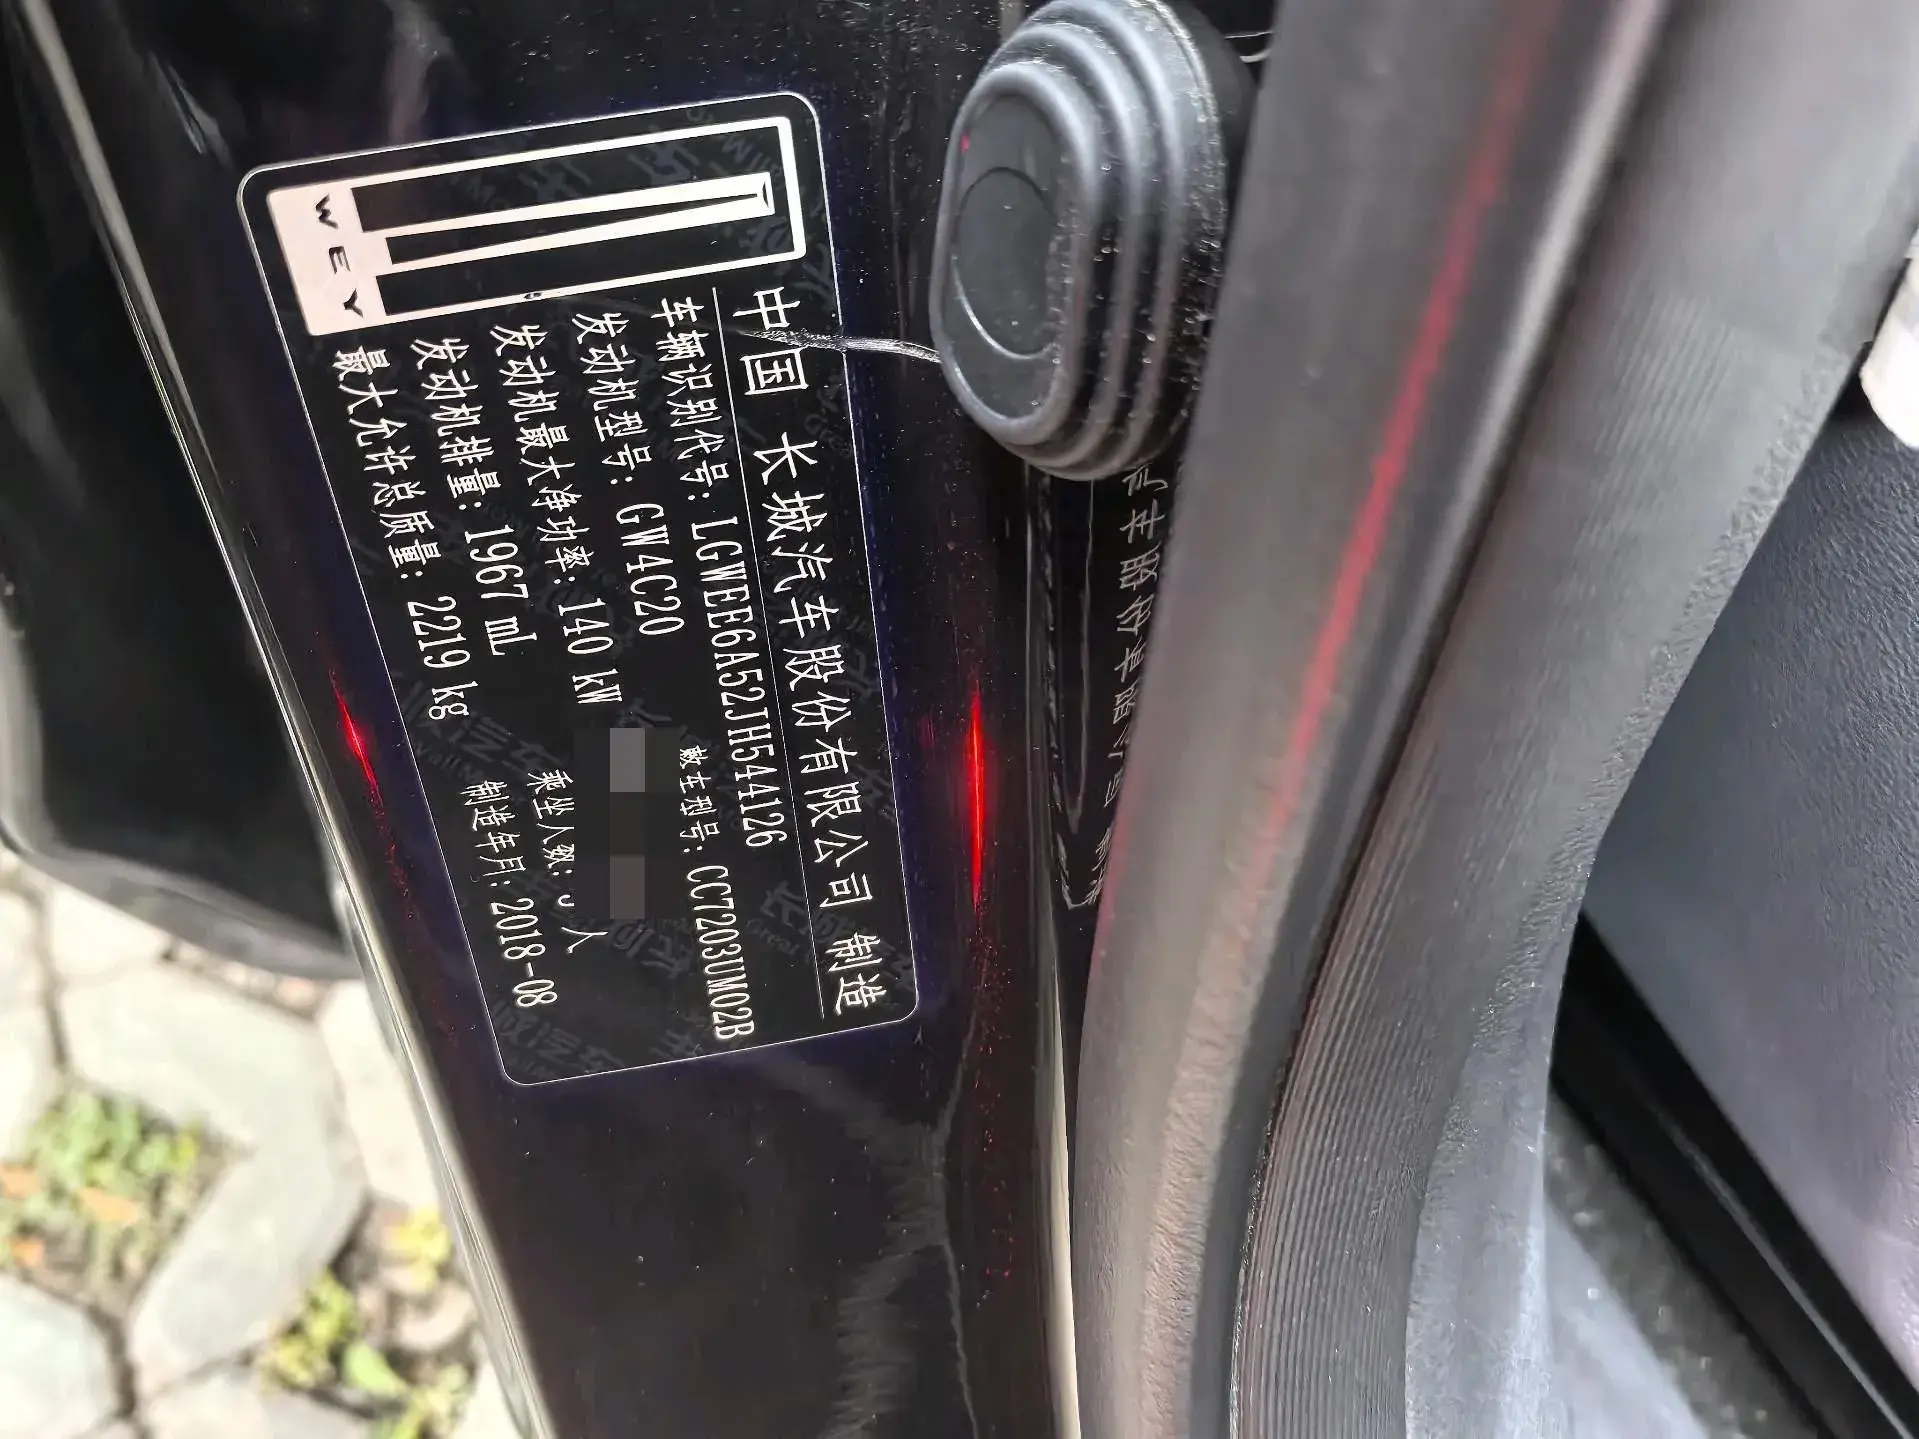 WEY
中国 长城汽车股份有限公司 制造
车辆识别代号: LGWEE6A52JH544126
发动机型号: GW4C20
整车型号: CC7203UM02B
发动机最大净功率: 140 kW
发动机排量: 1967 mL
乘坐人数: 人
最大允许总质量: 2219 kg
制造年月: 2018-08